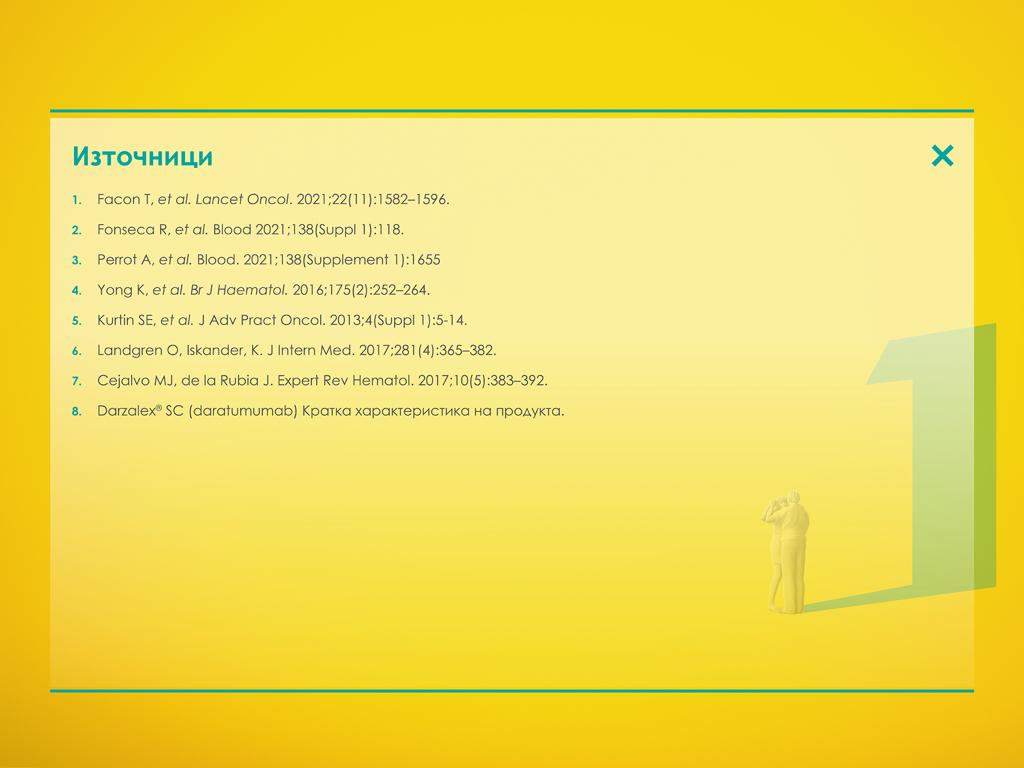 Източници
1. Facon T, et al. Lancet Oncol. 2021;22(11):1582–1596.
2. Fonseca R, et al. Blood 2021;138(Suppl 1):118.
3. Perrot A, et al. Blood. 2021;138(Supplement 1):1655
4. Yong K, et al. Br J Haematol. 2016;175(2):252–264.
5. Kurtin SE, et al. J Adv Pract Oncol. 2013;4(Suppl 1):5-14.
6. Landgren O, Iskander, K. J Intern Med. 2017;281(4):365–382.
7. Cejalvo MJ, de la Rubia J. Expert Rev Hematol. 2017;10(5):383–392.
8. Darzalex® SC (daratumumab) Кратка характеристика на продукта.
1